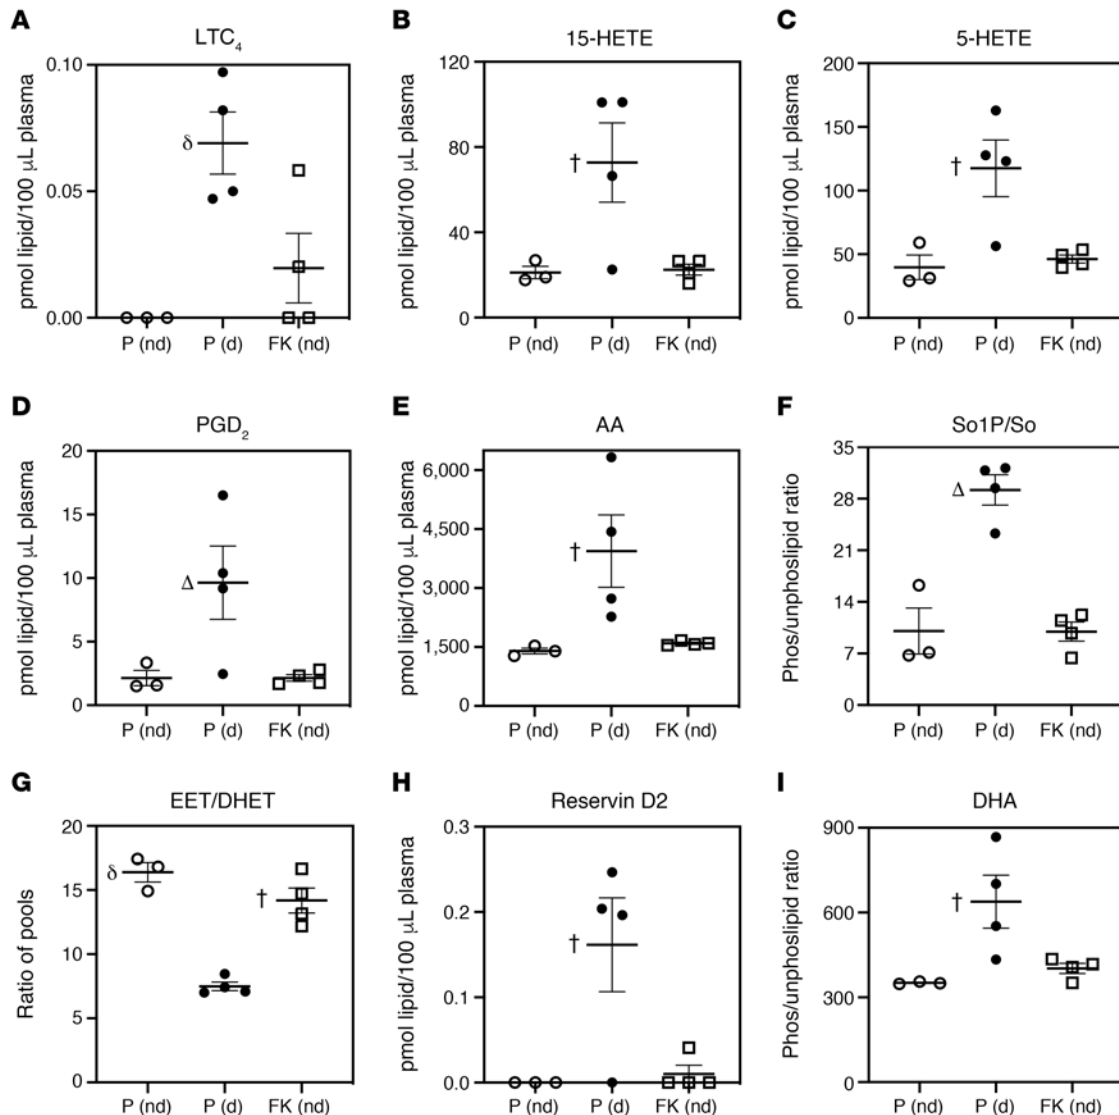 A
LTC4
pmol lipid/100 μL plasma
0.10
0.05
0.00
δ
P (nd)
P (d)
FK (nd)
B
15-HETE
pmol lipid/100 μL plasma
120
80
40
0
†
P (nd)
P (d)
FK (nd)
C
5-HETE
pmol lipid/100 μL plasma
200
150
100
50
0
†
P (nd)
P (d)
FK (nd)
D
PGD2
pmol lipid/100 μL plasma
20
15
10
5
0
Δ
P (nd)
P (d)
FK (nd)
E
AA
pmol lipid/100 μL plasma
6,000
4,500
3,000
1,500
0
†
P (nd)
P (d)
FK (nd)
F
So1P/So
Phos/unphoslipid ratio
35
28
21
14
7
0
Δ
P (nd)
P (d)
FK (nd)
G
EET/DHET
Ratio of pools
20
15
10
5
0
δ
†
P (nd)
P (d)
FK (nd)
H
Reservin D2
pmol lipid/100 μL plasma
0.3
0.2
0.1
0.0
†
P (nd)
P (d)
FK (nd)
I
DHA
Phos/unphoslipid ratio
900
600
300
0
†
P (nd)
P (d)
FK (nd)